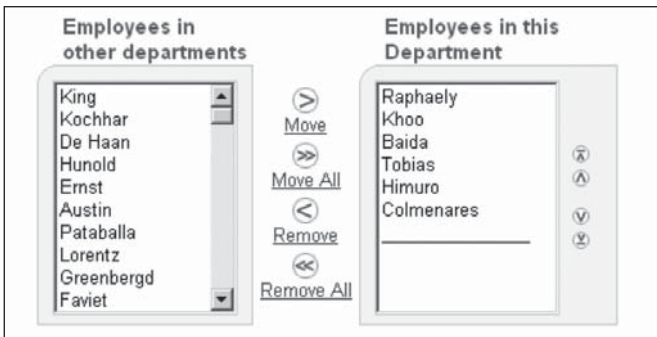 Employees in
other departments
King
Kochhar
De Haan
Hunold
Ernst
Austin
Pataballa
Lorentz
Greenbergd
Faviet
Move
Move All
Remove
Remove All
Employees in this
Department
Raphaely
Khoo
Baida
Tobias
Himuro
Colmenares